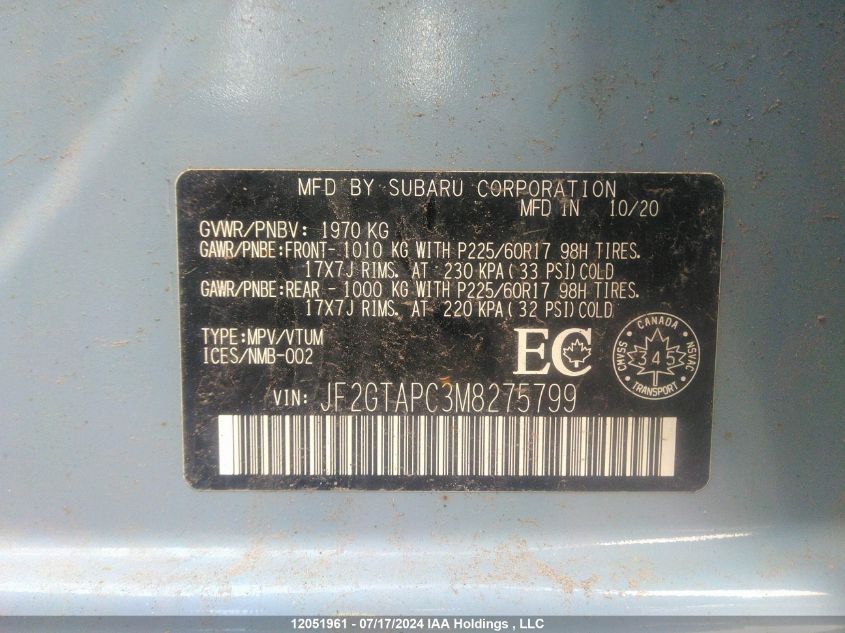 MFD BY SUBARU CORPORATION
MFD IN 10/20
GVWR/PNBV: 1970 KG
GAWR/PNBE:FRONT- 1010 KG WITH P225/60R17 98H TIRES.
17X7J RIMS. AT 230 KPA(33 PSI)COLD
GAWR/PNBE:REAR - 1000 KG WITH P225/60R17 98H TIRES.
17X7J RIMS. AT 220 KPA(32 PSI)COLD
TYPE:MPV/VTUM
ICES/NMB-002
EC
CANADA
CMVSS 345 NSVAC
TRANSPORT
VIN: JF2GTAPC3M8275799
12051961 - 07/17/2024 IAA Holdings , LLC